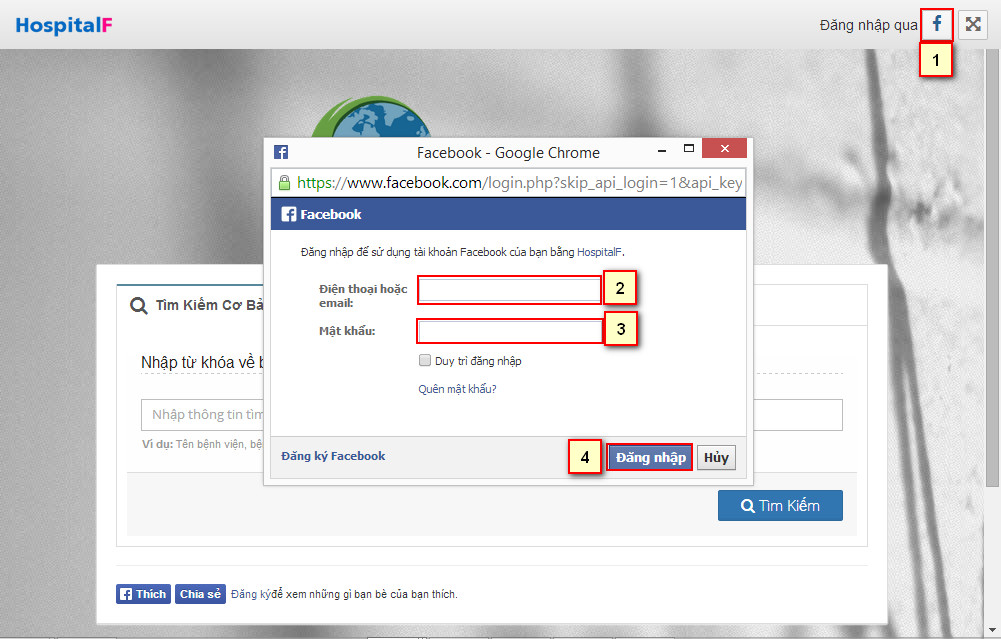 HospitalF
Đăng nhập qua
1
Facebook - Google Chrome
https://www.facebook.com/login.php?skip_api_login=1&api_key
Facebook
Đăng nhập để sử dụng tài khoản Facebook của bạn bằng HospitalF.
Điện thoại hoặc
email:
2
Mật khẩu:
3
Duy trì đăng nhập
Quên mật khẩu?
Đăng ký Facebook
4
Đăng nhập
Hủy
Tìm Kiếm Cơ Bả
Nhập từ khóa về b
Nhập thông tin tìm
Ví dụ: Tên bệnh viện, bệ
Tìm Kiếm
Thích
Chia sẻ
Đăng kýđể xem những gì bạn bè của bạn thích.